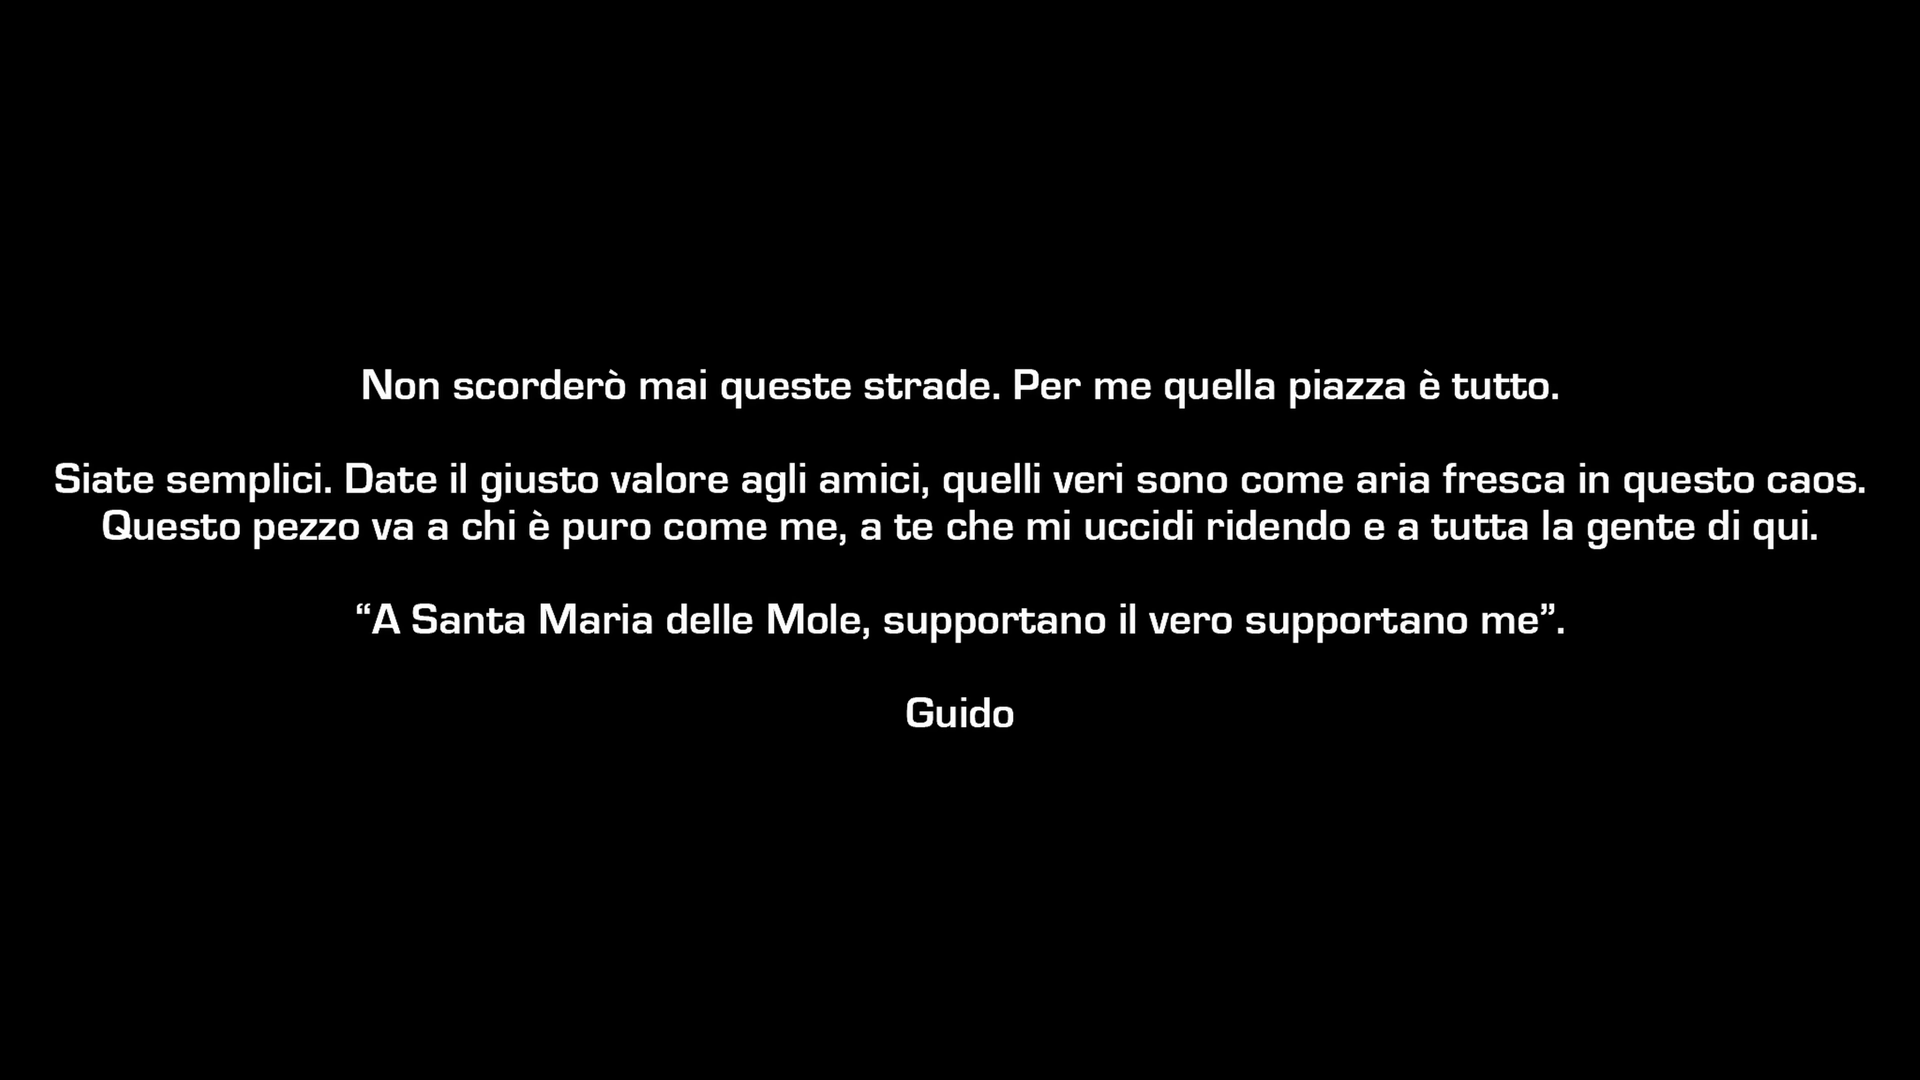 Non scorderò mai queste strade. Per me quella piazza è tutto.
Siate semplici. Date il giusto valore agli amici, quelli veri sono come aria fresca in questo caos.
Questo pezzo va a chi è puro come me, a te che mi uccidi ridendo e a tutta la gente di qui.
“A Santa Maria delle Mole, supportano il vero supportano me”.
Guido